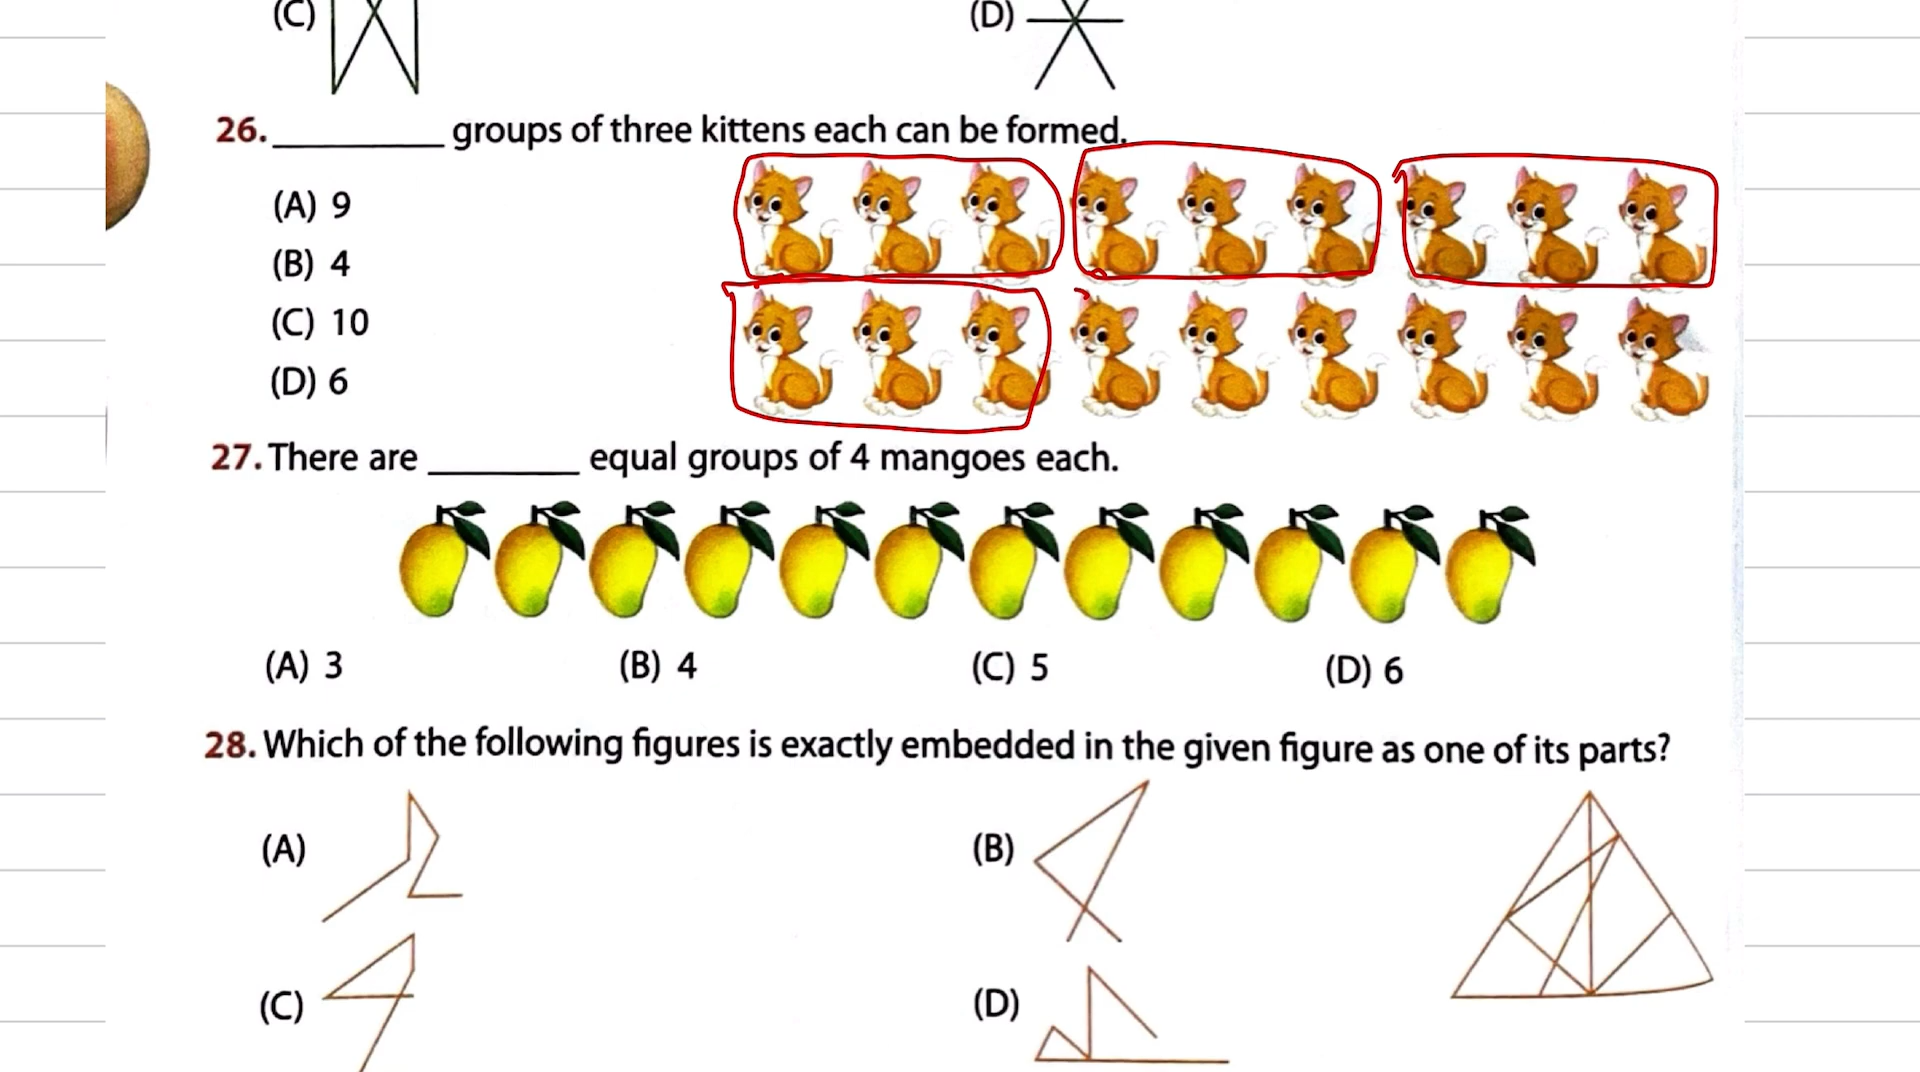 (C)
(D)
26. ________ groups of three kittens each can be formed.
(A) 9
(B) 4
(C) 10
(D) 6
27. There are ________ equal groups of 4 mangoes each.
(A) 3
(B) 4
(C) 5
(D) 6
28. Which of the following figures is exactly embedded in the given figure as one of its parts?
(A)
(B)
(C)
(D)